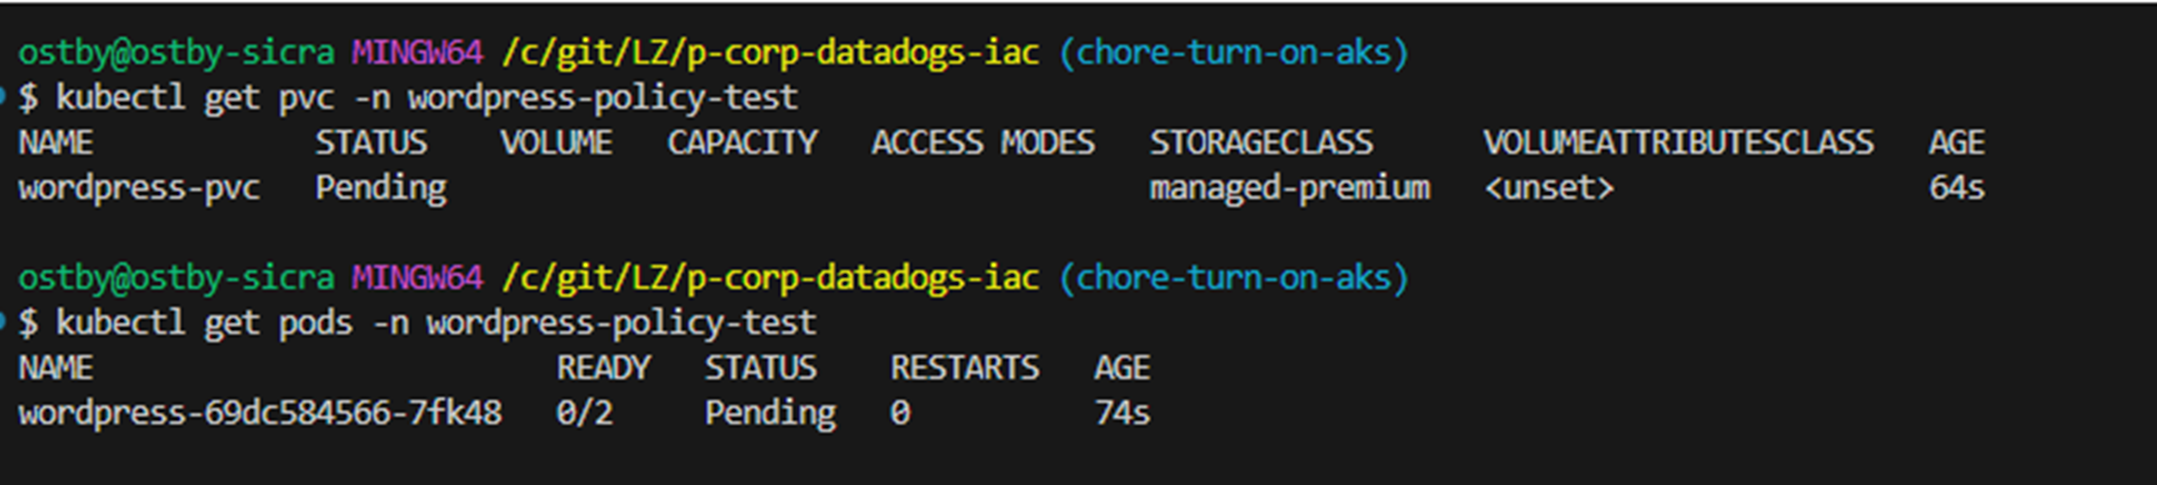 ostby@ostby-sicra MINGW64 /c/git/LZ/p-corp-datadogs-iac (chore-turn-on-aks)
$ kubectl get pvc -n wordpress-policy-test
NAME STATUS VOLUME CAPACITY ACCESS MODES STORAGECLASS VOLUMEATTRIBUTESCLASS AGE
wordpress-pvc Pending managed-premium <unset> 64s
ostby@ostby-sicra MINGW64 /c/git/LZ/p-corp-datadogs-iac (chore-turn-on-aks)
$ kubectl get pods -n wordpress-policy-test
NAME READY STATUS RESTARTS AGE
wordpress-69dc584566-7fk48 0/2 Pending 0 74s